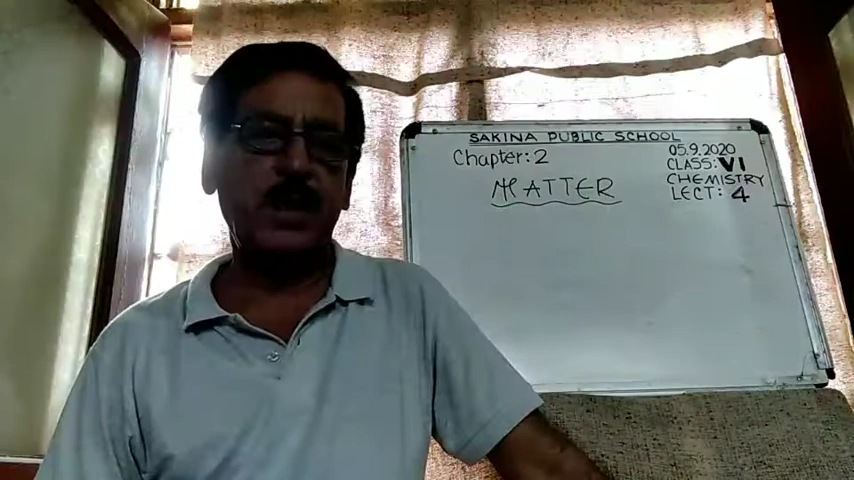 SAKINA PUBLIC SCHOOL
05.9.2020
Chapter: 2
CLASS: VI
CHEMISTRY
MATTER
LECT: 4